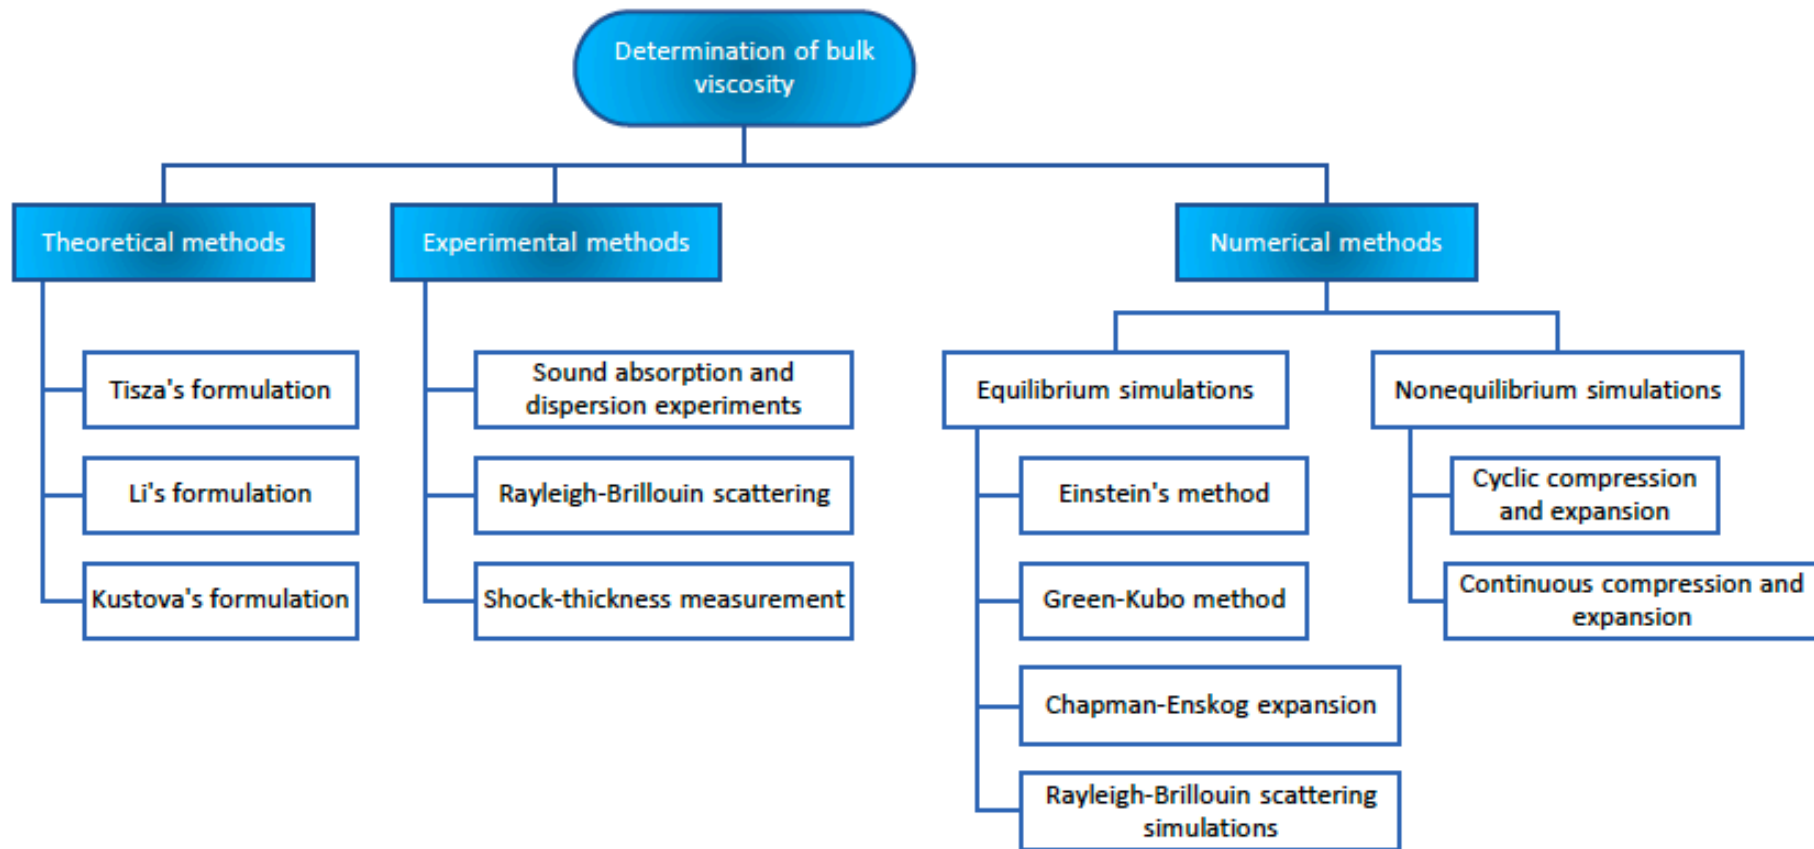 Determination of bulk
viscosity
Theoretical methods
Experimental methods
Numerical methods
Tisza's formulation
Li's formulation
Kustova's formulation
Sound absorption and
dispersion experiments
Rayleigh-Brillouin scattering
Shock-thickness measurement
Equilibrium simulations
Einstein's method
Green-Kubo method
Chapman-Enskog expansion
Rayleigh-Brillouin scattering
simulations
Nonequilibrium simulations
Cyclic compression
and expansion
Continuous compression and
expansion